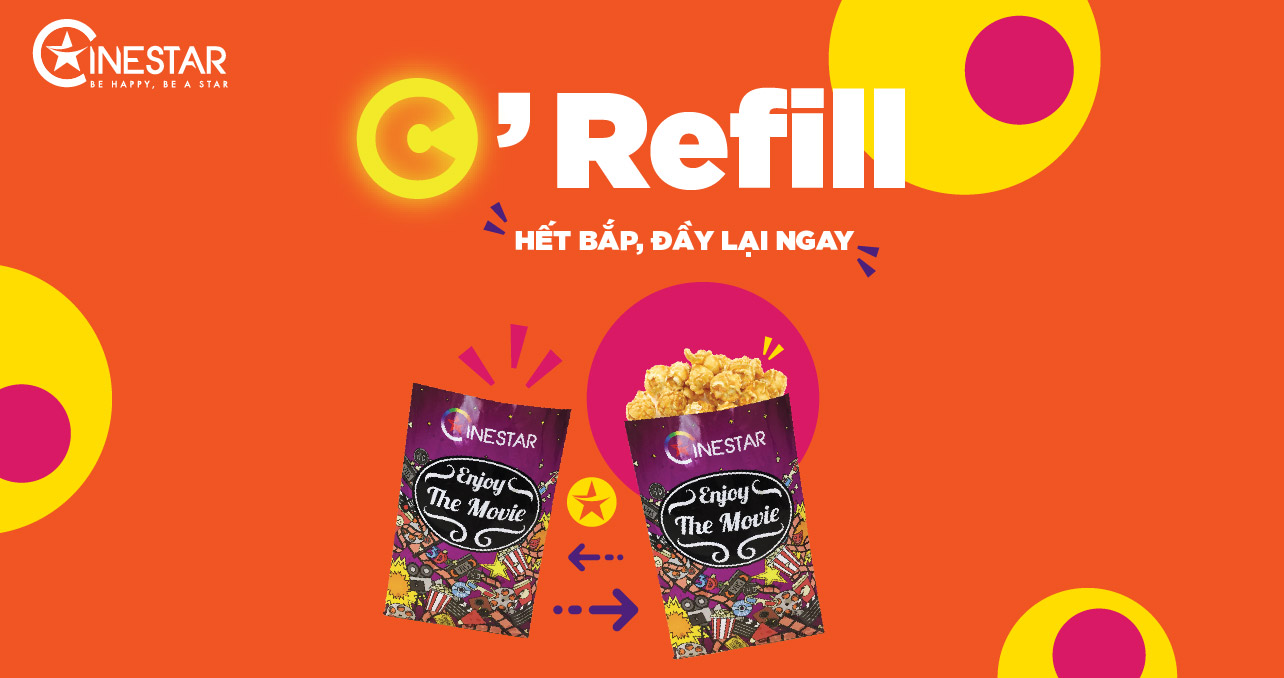 CINESTAR
BE HAPPY, BE A STAR
C'Refill
HẾT BẮP, ĐẦY LẠI NGAY
CINESTAR
Enjoy
The Movie
CINESTAR
Enjoy
The Movie
3D